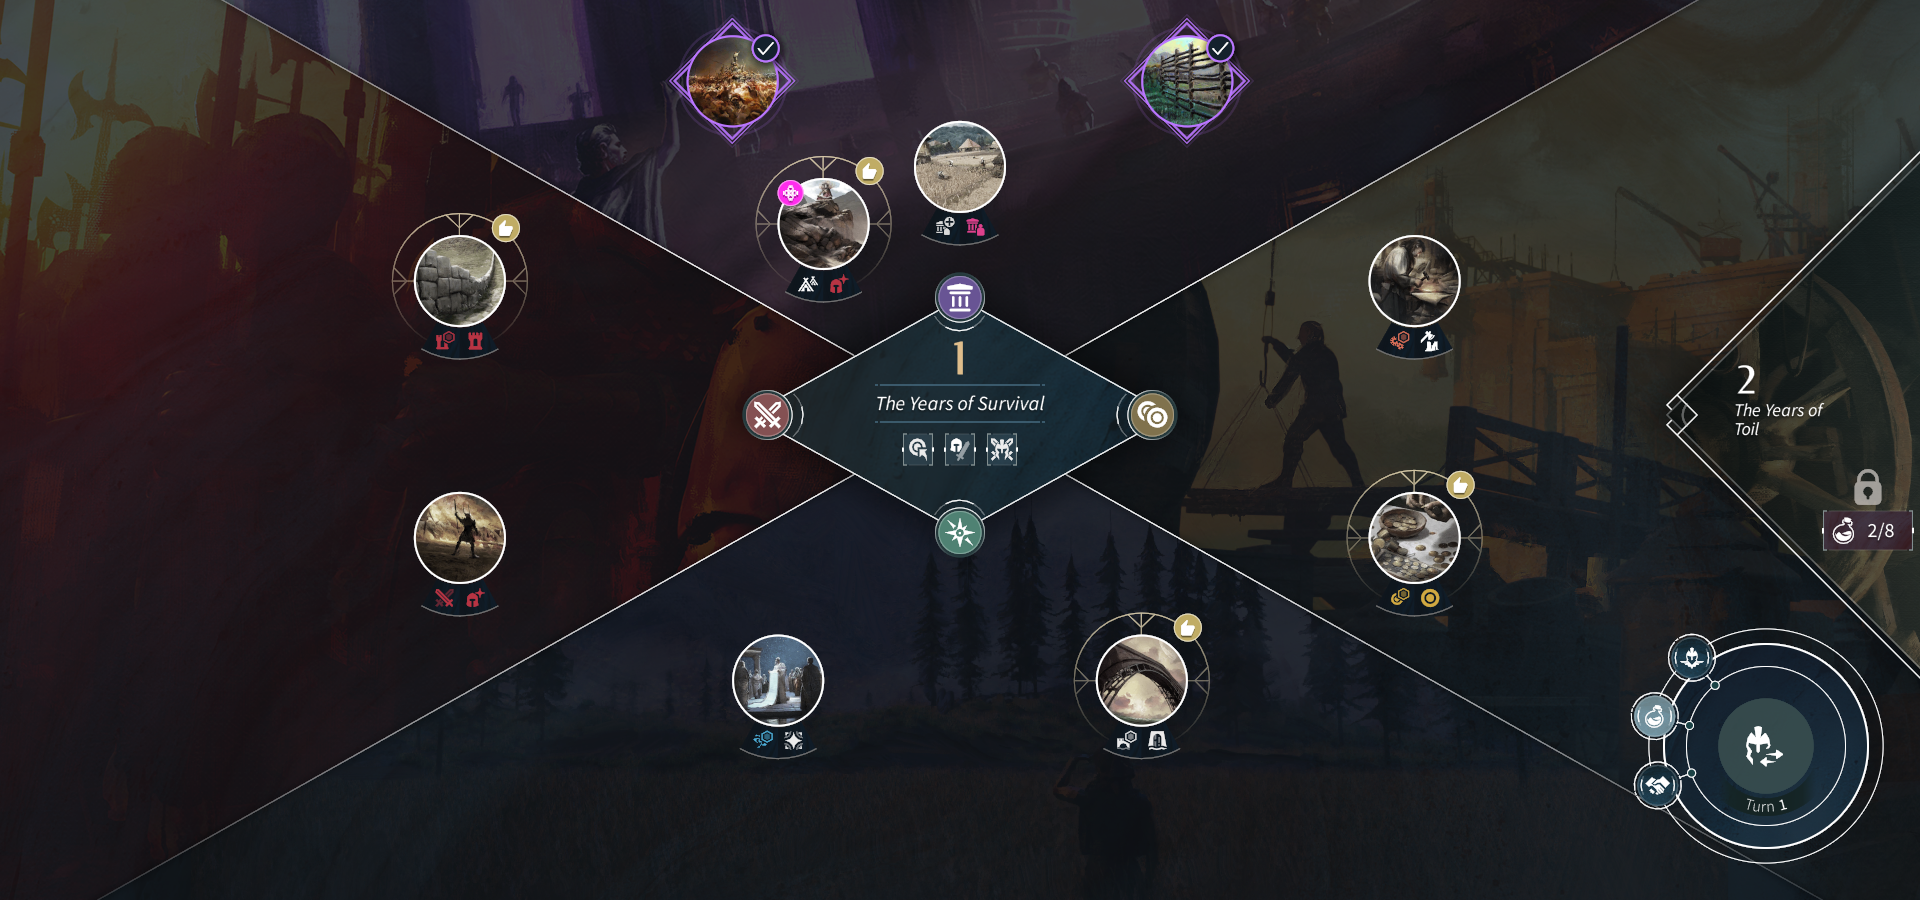 1
The Years of Survival
2
The Years of
Toil
2/8
Turn 1